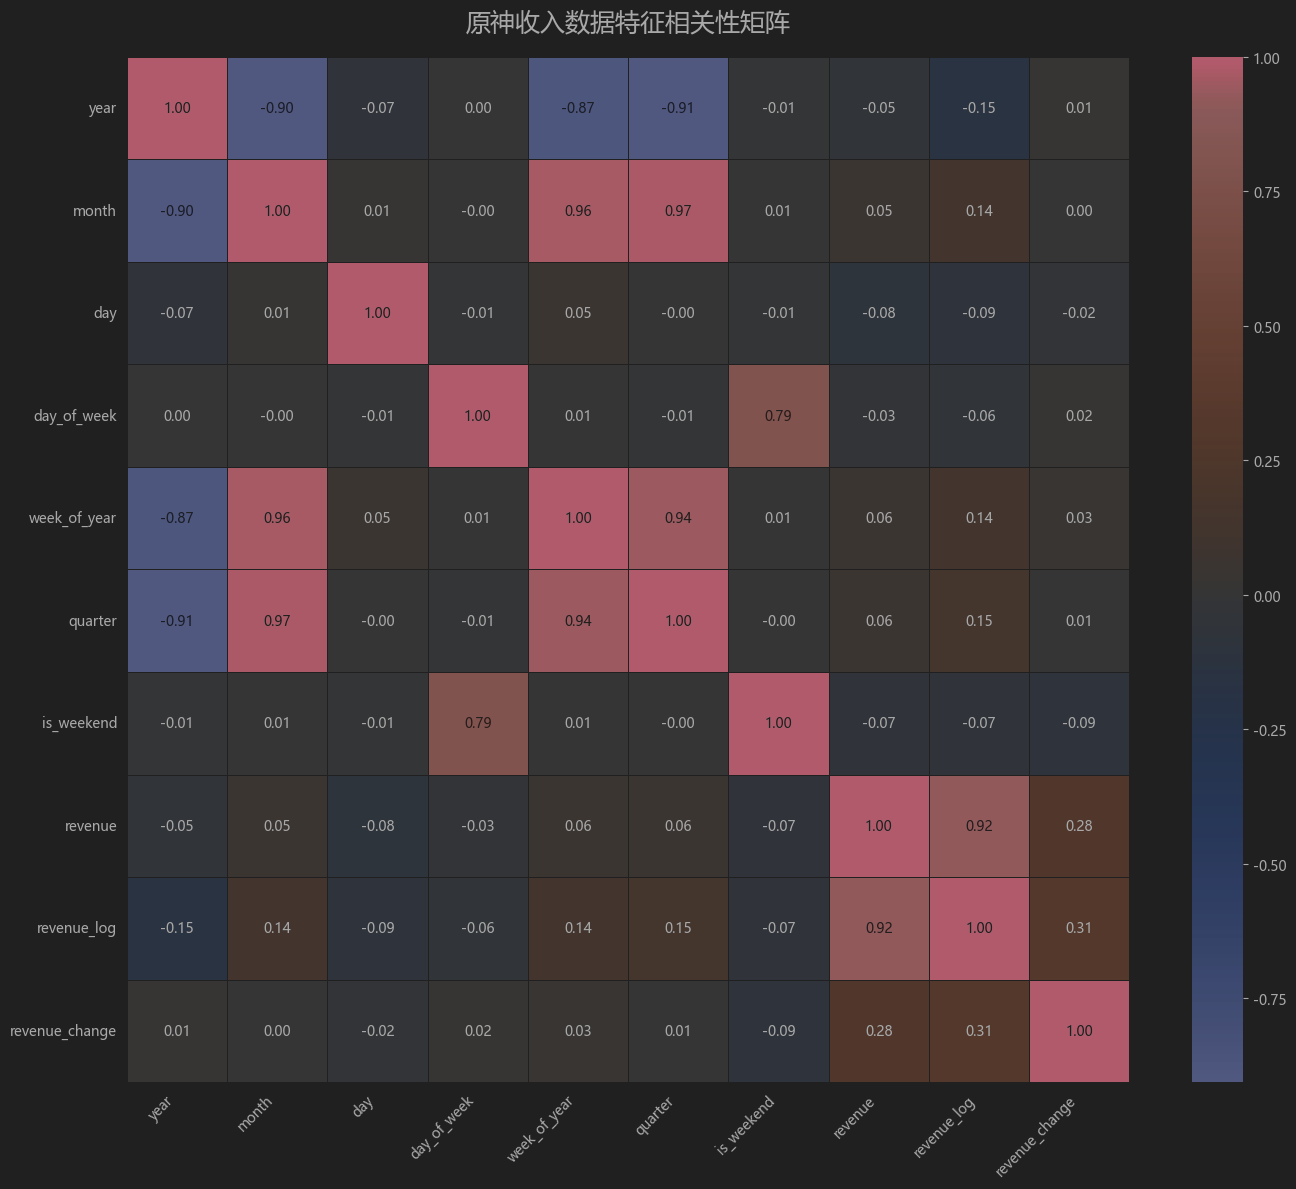 原神收入数据特征相关性矩阵
year 1.00 -0.90 -0.07 0.00 -0.87 -0.91 -0.01 -0.05 -0.15 0.01
month -0.90 1.00 0.01 -0.00 0.96 0.97 0.01 0.05 0.14 0.00
day -0.07 0.01 1.00 -0.01 0.05 -0.00 -0.01 -0.08 -0.09 -0.02
day_of_week 0.00 -0.00 -0.01 1.00 0.01 -0.01 0.79 -0.03 -0.06 0.02
week_of_year -0.87 0.96 0.05 0.01 1.00 0.94 0.01 0.06 0.14 0.03
quarter -0.91 0.97 -0.00 -0.01 0.94 1.00 -0.00 0.06 0.15 0.01
is_weekend -0.01 0.01 -0.01 0.79 0.01 -0.00 1.00 -0.07 -0.07 -0.09
revenue -0.05 0.05 -0.08 -0.03 0.06 0.06 -0.07 1.00 0.92 0.28
revenue_log -0.15 0.14 -0.09 -0.06 0.14 0.15 -0.07 0.92 1.00 0.31
revenue_change 0.01 0.00 -0.02 0.02 0.03 0.01 -0.09 0.28 0.31 1.00
year month day day_of_week week_of_year quarter is_weekend revenue revenue_log revenue_change
1.00
0.75
0.50
0.25
0.00
-0.25
-0.50
-0.75